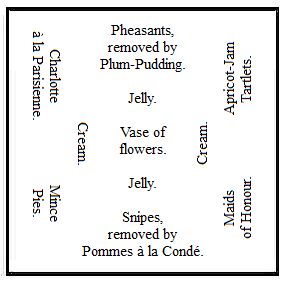 Pheasants,
removed by
Plum-Pudding.
Charlotte
à la Parisienne.
Apricot-Jam
Tartlets.
Jelly.
Cream.
Vase of
flowers.
Cream.
Jelly.
Mince
Pies.
Maids
of Honour.
Snipes,
removed by
Pommes à la Condé.